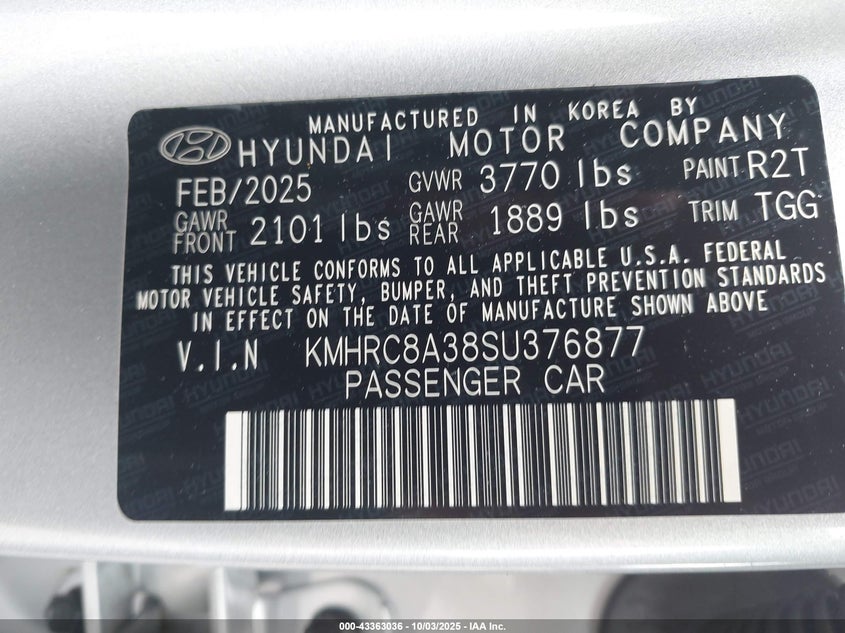 MANUFACTURED IN KOREA BY
HYUNDAI MOTOR COMPANY
FEB/2025 GVWR 3770 lbs PAINT R2T
GAWR FRONT 2101 lbs GAWR REAR 1889 lbs TRIM TGG
THIS VEHICLE CONFORMS TO ALL APPLICABLE U.S.A. FEDERAL
MOTOR VEHICLE SAFETY, BUMPER, AND THEFT PREVENTION STANDARDS
IN EFFECT ON THE DATE OF MANUFACTURE SHOWN ABOVE
V.I.N KMHRC8A38SU376877
PASSENGER CAR
000-43363036 - 10/03/2025 - IAA Inc.